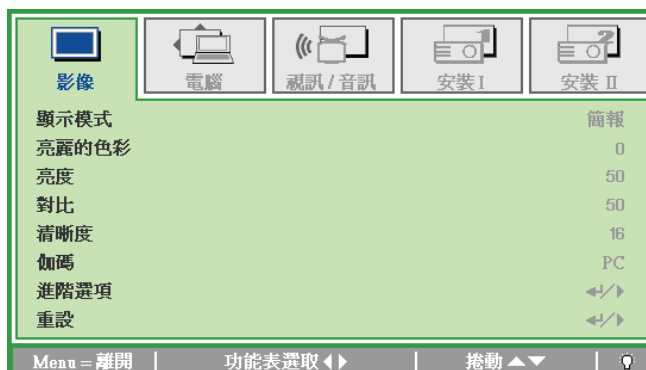 影像 電腦 視訊 / 音訊 安裝 I 安裝 II
顯示模式 簡報
亮麗的色彩 0
亮度 50
對比 50
清晰度 16
伽碼 PC
進階選項
重設
Menu = 離開 功能表選取 捲動